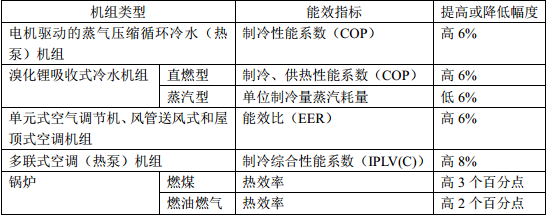 机组类型 能效指标 提高或降低幅度
电机驱动的蒸气压缩循环冷水（热
泵）机组 制冷性能系数（COP） 高 6%
溴化锂吸收式冷水机组 直燃型 制冷、供热性能系数（COP） 高 6%
蒸汽型 单位制冷量蒸汽耗量 低 6%
单元式空气调节机、风管送风式和屋
顶式空调机组 能效比（EER） 高 6%
多联式空调（热泵）机组 制冷综合性能系数（IPLV(C)） 高 8%
锅炉 燃煤 热效率 高 3 个百分点
燃油燃气 热效率 高 2 个百分点